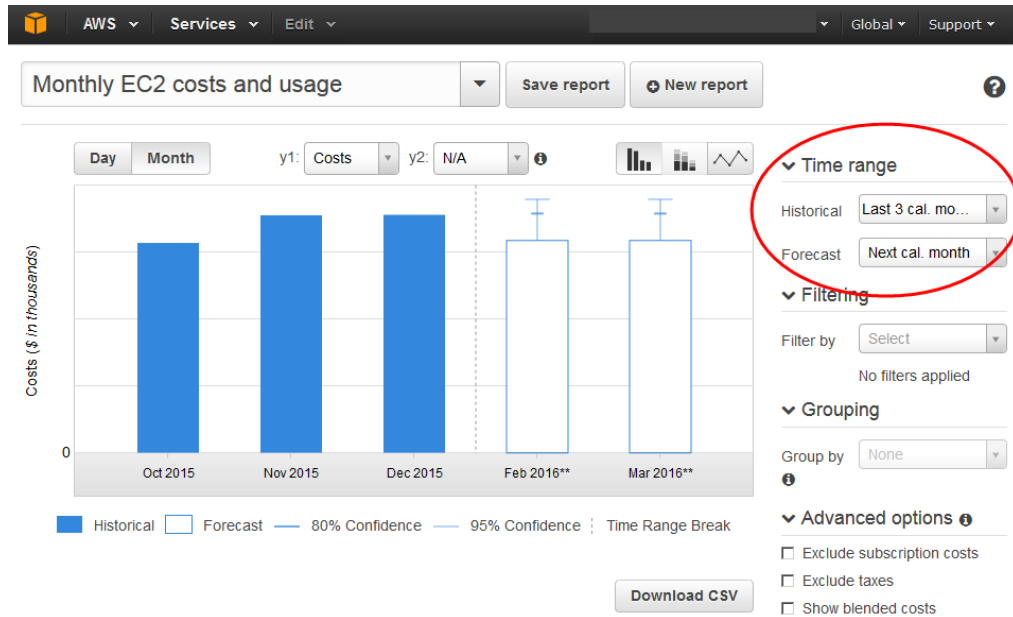 AWS Services Edit Global Support
Monthly EC2 costs and usage Save report New report
Day Month y1: Costs y2: N/A
Time range
Historical Last 3 cal. mo...
Forecast Next cal. month
Filtering
Filter by Select
No filters applied
Grouping
Group by None
Advanced options
Exclude subscription costs
Exclude taxes
Show blended costs
Costs ($ in thousands)
0
Oct 2015 Nov 2015 Dec 2015 Feb 2016** Mar 2016**
Historical Forecast 80% Confidence 95% Confidence Time Range Break
Download CSV